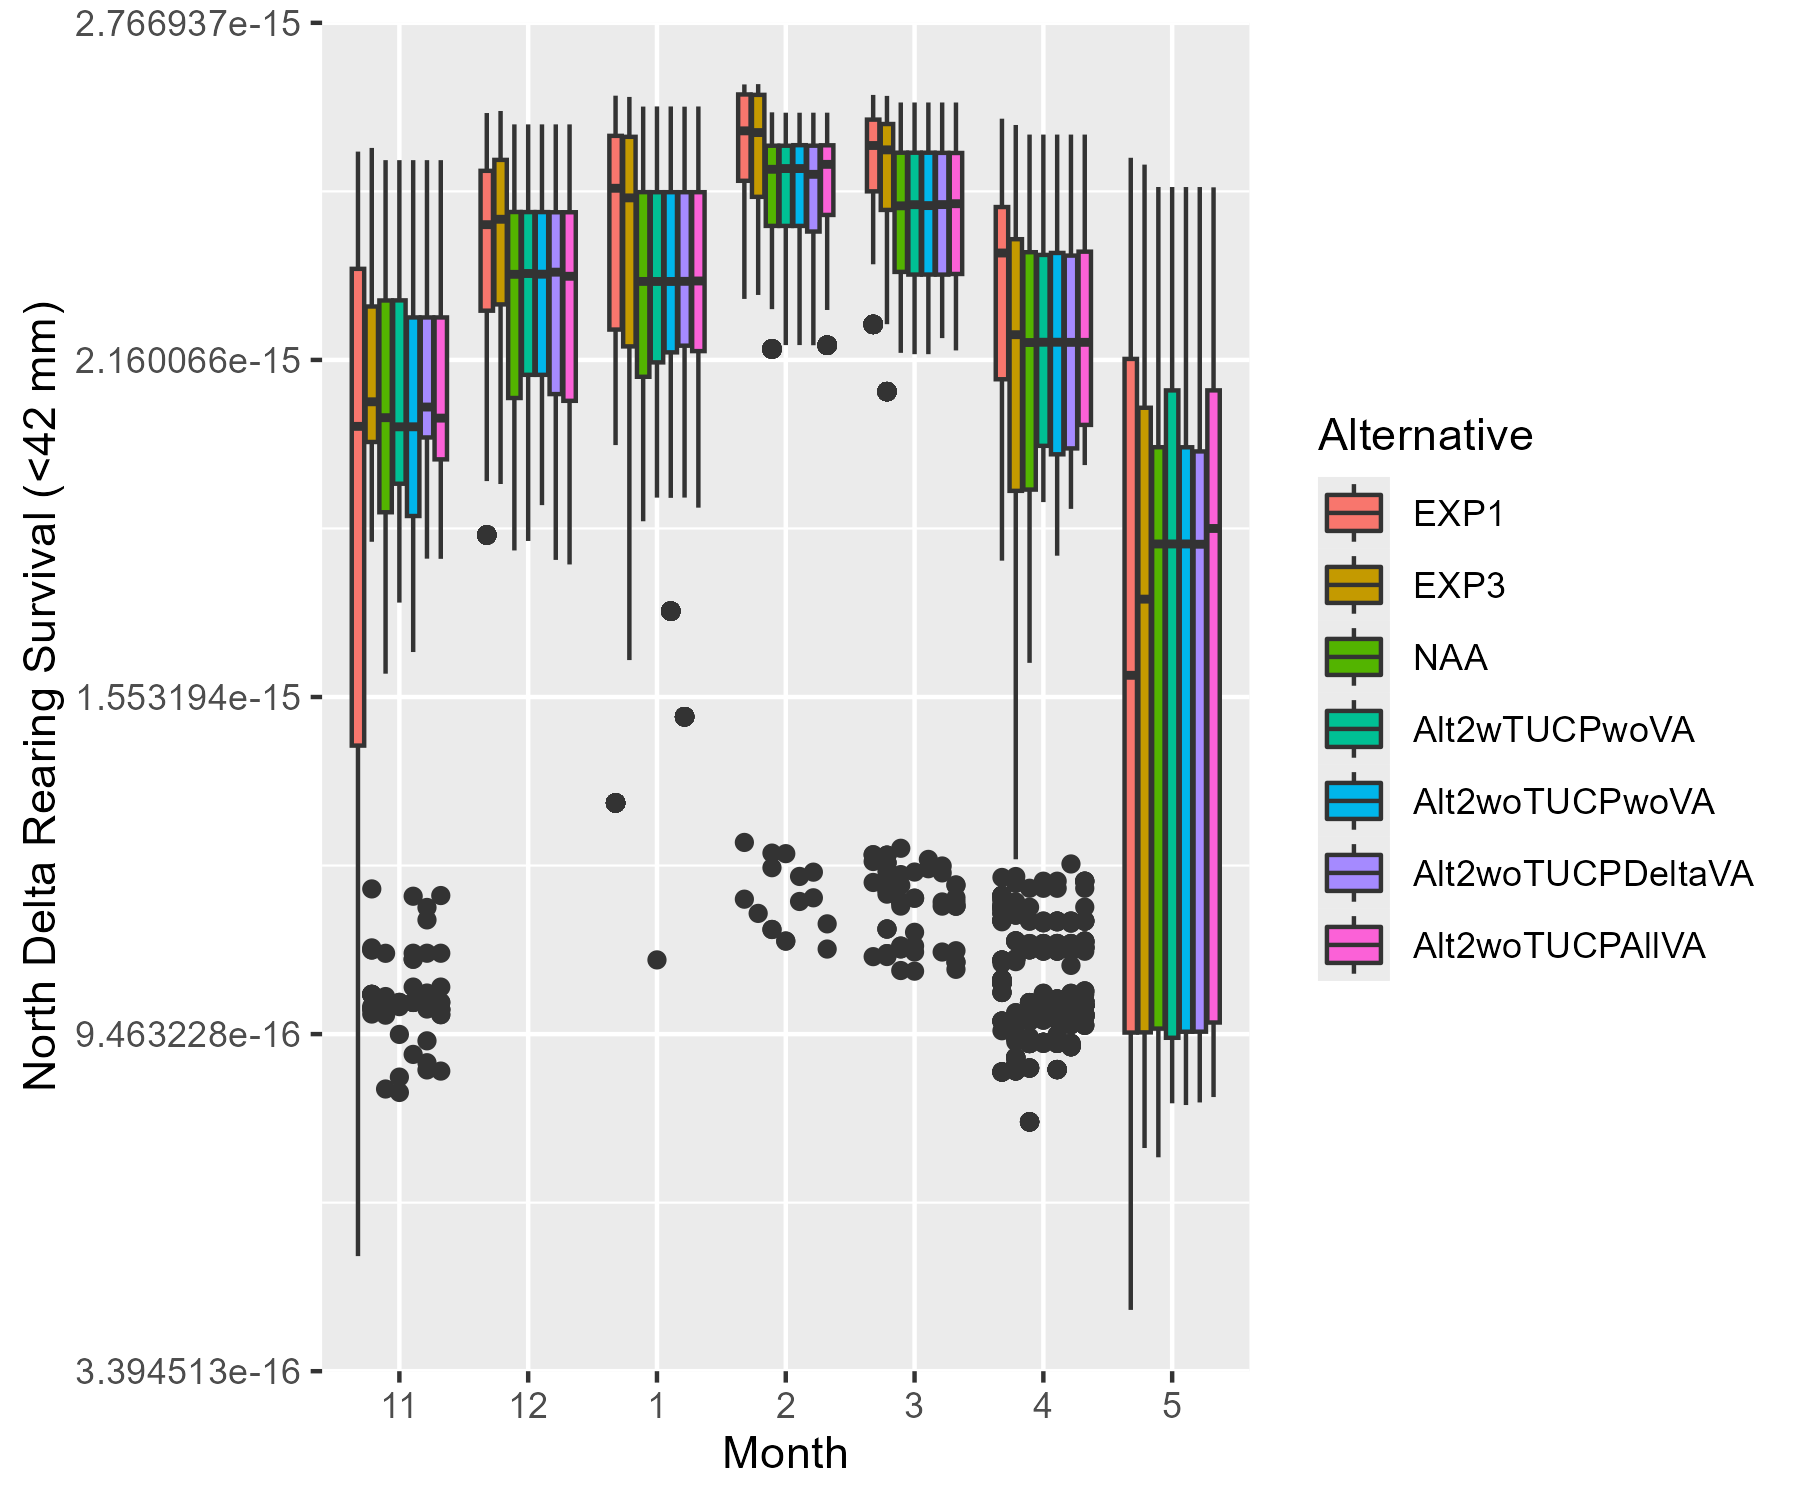 North Delta Rearing Survival (<42 mm)
2.766937e-15
2.160066e-15
1.553194e-15
9.463228e-16
3.394513e-16
11 12 1 2 3 4 5
Month
Alternative
EXP1
EXP3
NAA
Alt2wTUCPwoVA
Alt2woTUCPwoVA
Alt2woTUCPDeltaVA
Alt2woTUCPAllVA